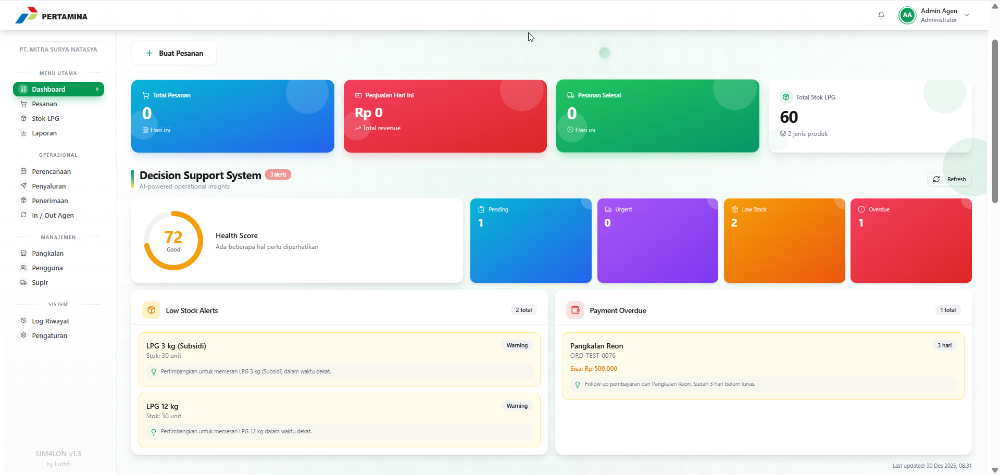 PERTAMINA
AA
Admin Agen
Administrator
PT. MITRA SURYA NATASYA
MENU UTAMA
Dashboard
Pesanan
Stok LPG
Laporan
OPERASIONAL
Perencanaan
Penyaluran
Penerimaan
In / Out Agen
MANAJEMEN
Pangkalan
Pengguna
Supir
SISTEM
Log Riwayat
Pengaturan
SIM4LON v1.3
by Luthfi
Buat Pesanan
Total Pesanan
0
Hari ini
Penjualan Hari Ini
Rp 0
Total revenue
Pesanan Selesai
0
Hari ini
Total Stok LPG
60
2 jenis produk
Decision Support System
3 alerts
AI-powered operational insights
Refresh
72
Good
Health Score
Ada beberapa hal perlu diperhatikan
Pending
1
Urgent
0
Low Stock
2
Overdue
1
Low Stock Alerts
2 total
LPG 3 kg (Subsidi)
Warning
Stok: 30 unit
Pertimbangkan untuk memesan LPG 3 kg (Subsidi) dalam waktu dekat.
LPG 12 kg
Warning
Stok: 30 unit
Pertimbangkan untuk memesan LPG 12 kg dalam waktu dekat.
Payment Overdue
1 total
Pangkalan Reon
3 hari
ORD-TEST-0076
Sisa: Rp 500.000
Follow up pembayaran dari Pangkalan Reon. Sudah 3 hari belum lunas.
Last updated: 30 Des 2025, 08.31